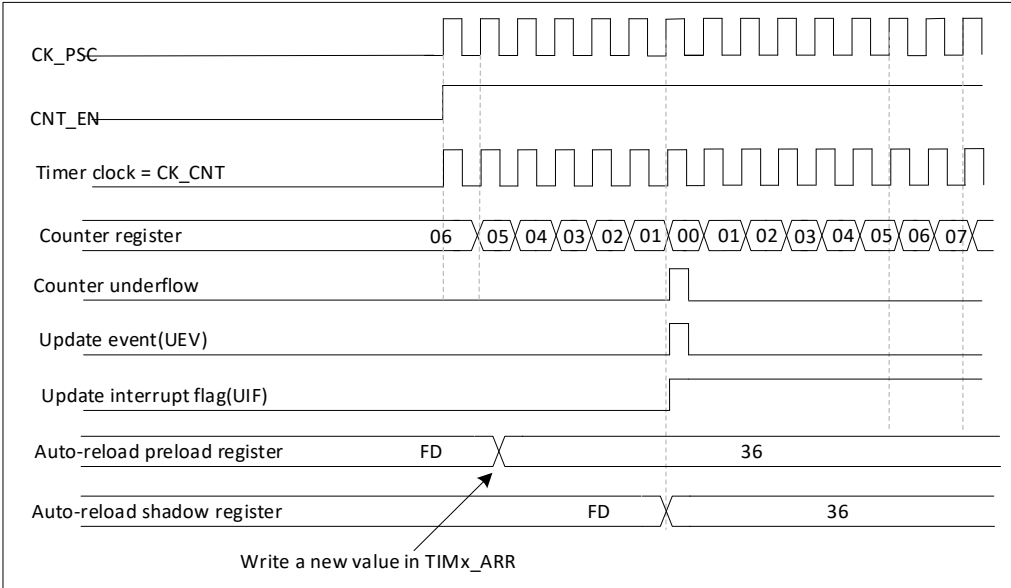 CK_PSC
CNT_EN
Timer clock = CK_CNT
Counter register 06 05 04 03 02 01 00 01 02 03 04 05 06 07
Counter underflow
Update event(UEV)
Update interrupt flag(UIF)
Auto-reload preload register FD 36
Auto-reload shadow register FD 36
Write a new value in TIMx_ARR